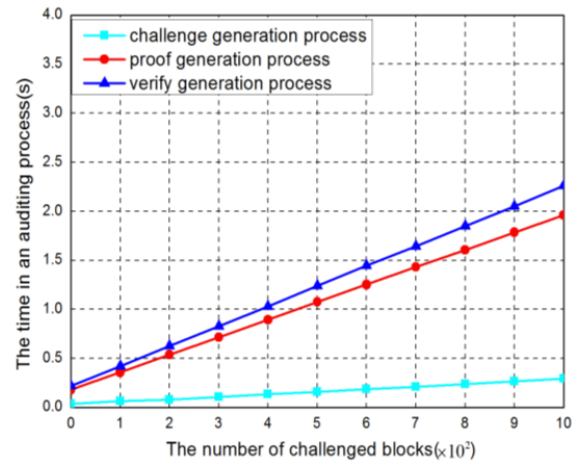 challenge generation process
proof generation process
verify generation process
The time in an auditing process(s)
4.0
3.5
3.0
2.5
2.0
1.5
1.0
0.5
0.0
0 1 2 3 4 5 6 7 8 9 10
The number of challenged blocks(×10²)